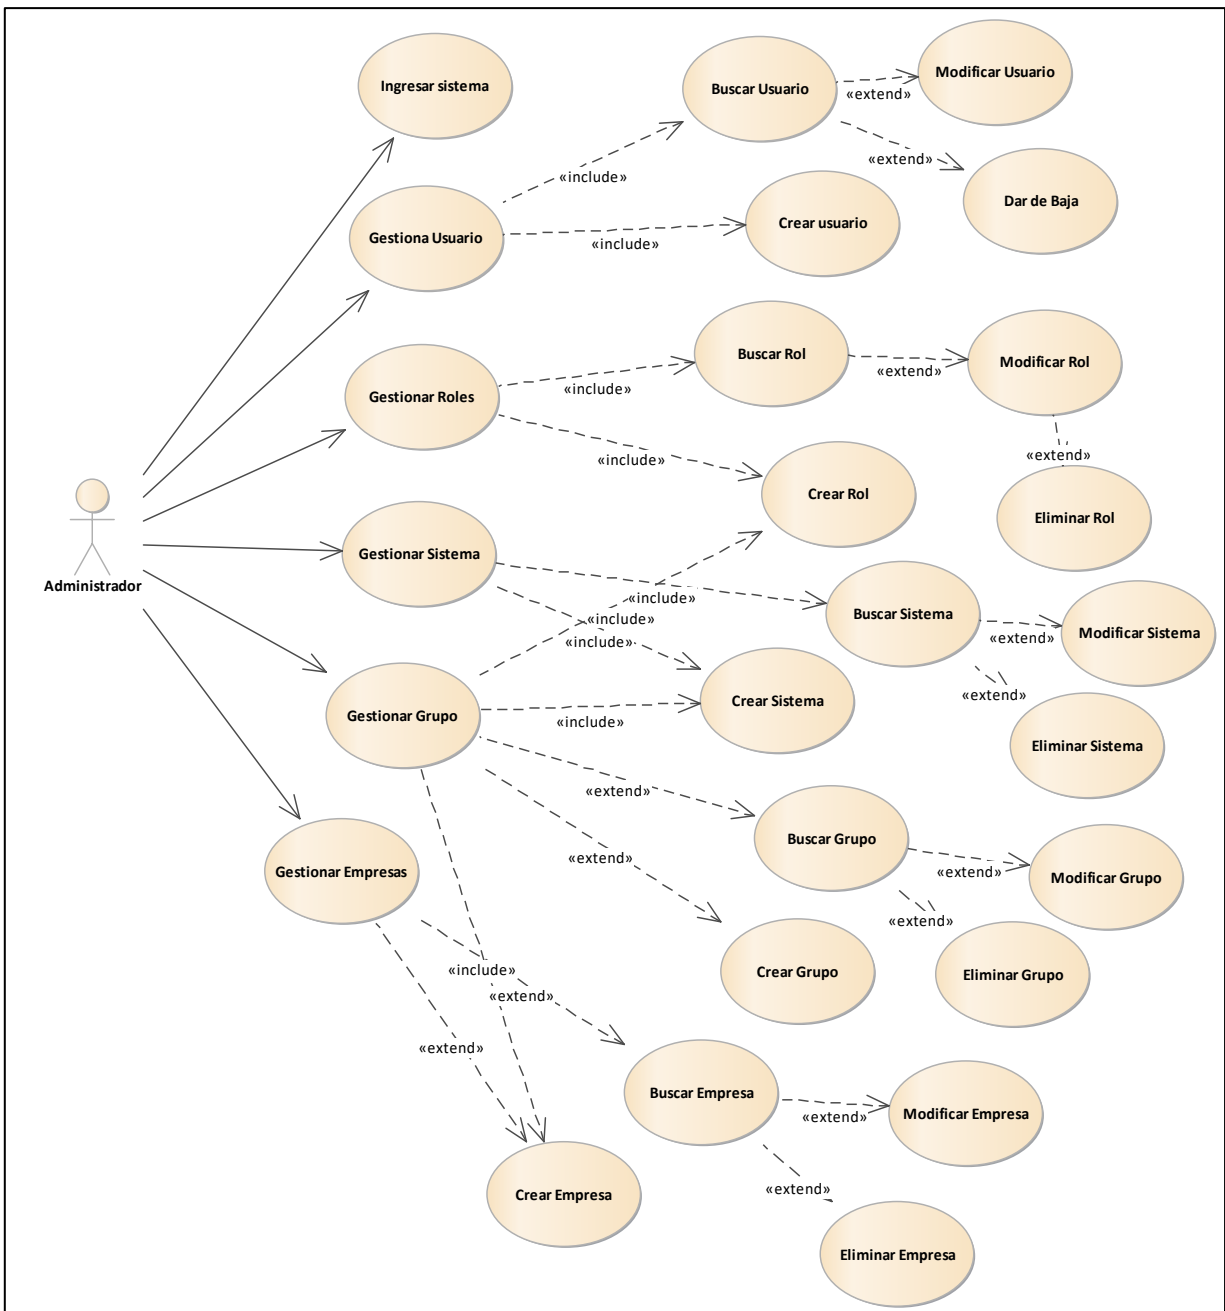 Ingresar sistema
Buscar Usuario
Modificar Usuario
«extend»
«extend»
Dar de Baja
«include»
Gestiona Usuario
Crear usuario
«include»
Buscar Rol
Modificar Rol
«extend»
«include»
Gestionar Roles
«extend»
«include»
Crear Rol
Eliminar Rol
Gestionar Sistema
Administrador
«include»
Buscar Sistema
«include»
«extend»
Modificar Sistema
«include»
«extend»
Crear Sistema
Gestionar Grupo
«include»
Eliminar Sistema
«extend»
Buscar Grupo
«extend»
Gestionar Empresas
«extend»
Modificar Grupo
«extend»
Crear Grupo
Eliminar Grupo
«include»
«extend»
«extend»
Buscar Empresa
Modificar Empresa
«extend»
«extend»
Crear Empresa
Eliminar Empresa